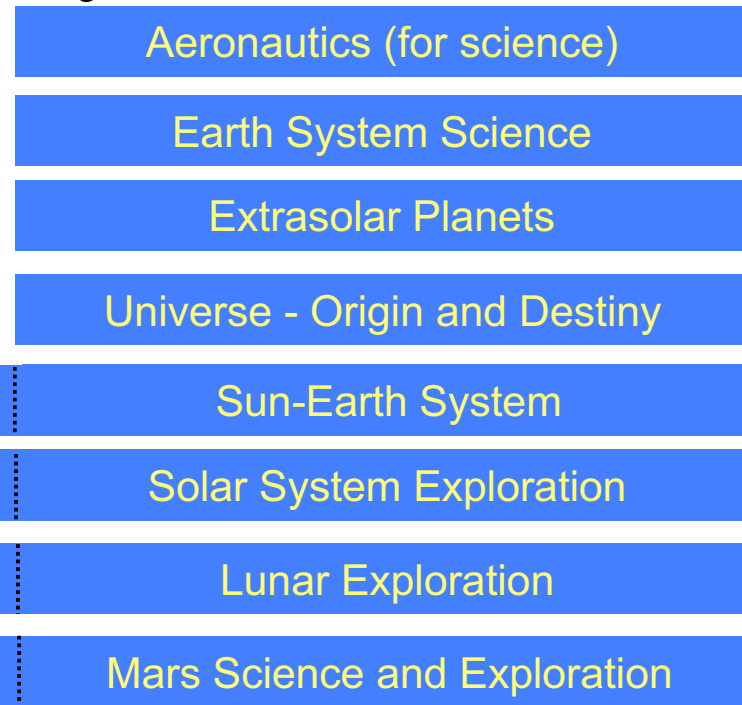 Aeronautics (for science)
Earth System Science
Extrasolar Planets
Universe - Origin and Destiny
Sun-Earth System
Solar System Exploration
Lunar Exploration
Mars Science and Exploration